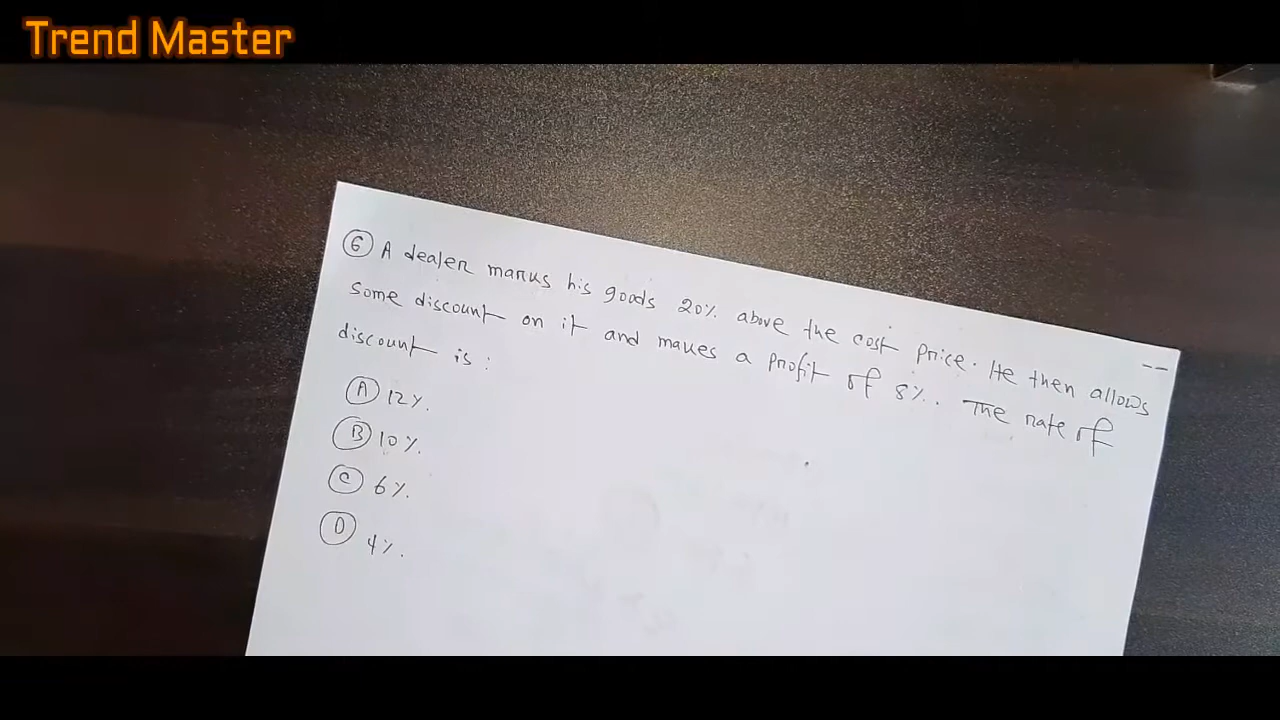 Trend Master
⑥ A dealer marks his goods 20% above the cost price. He then allows
some discount on it and makes a profit of 8%. The rate of
discount is :
Ⓐ 12%.
Ⓑ 10%.
Ⓒ 6%.
Ⓓ 4%.